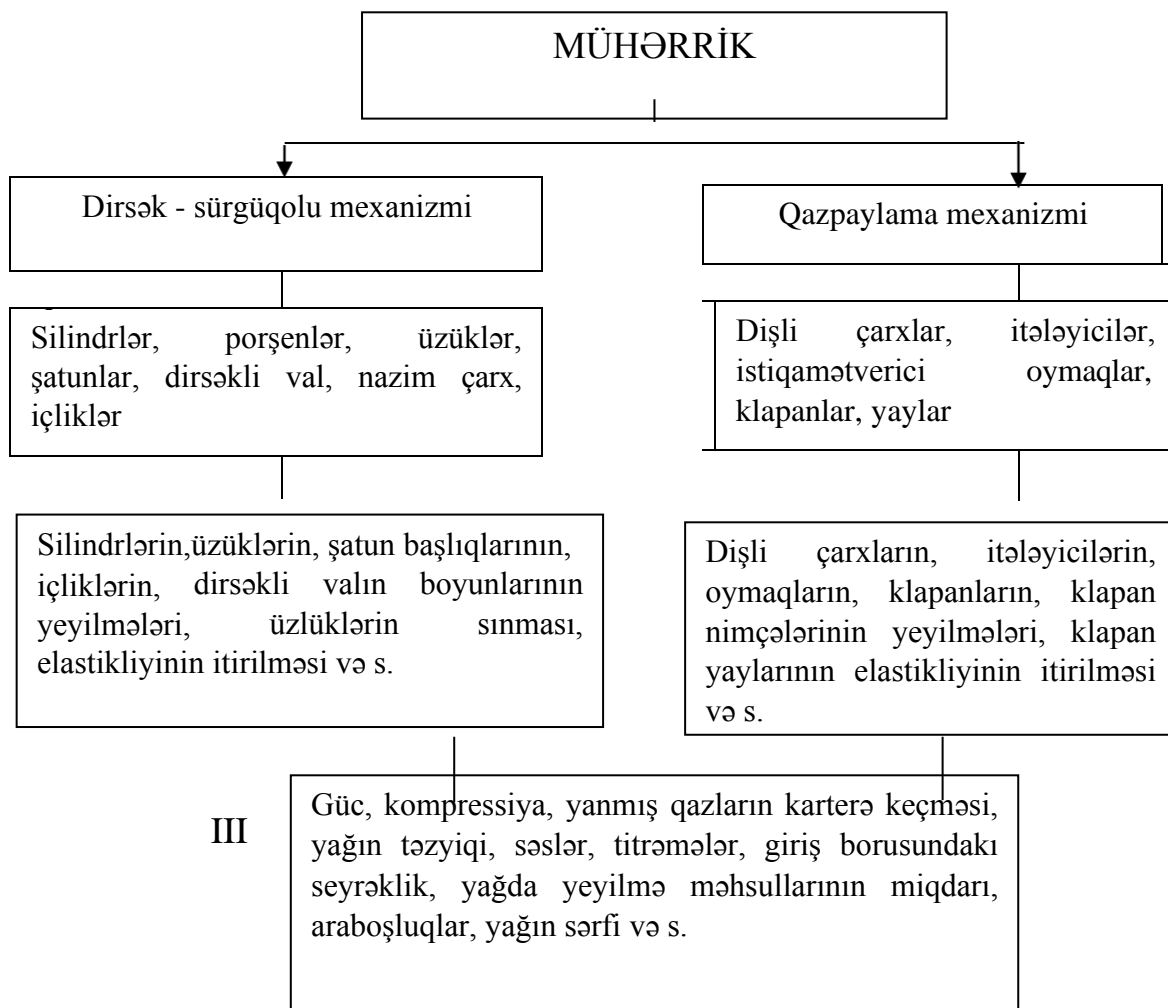 MÜHƏRRİK
Dirsək - sürgüqolu mexanizmi
Qazpaylama mexanizmi
Silindrlər, porşenlər, üzüklər,
şatunlar, dirsəkli val, nazim çarx,
içliklər
Dişli çarxlar, itələyicilər,
istiqamətverici oymaqlar,
klapanlar, yaylar
Silindrlərin,üzüklərin, şatun başlıqlarının,
içliklərin, dirsəkli valın boyunlarının
yeyilmələri, üzlüklərin sınması,
elastikliyinin itirilməsi və s.
Dişli çarxların, itələyicilərin,
oymaqların, klapanların, klapan
nimçələrinin yeyilmələri, klapan
yaylarının elastikliyinin itirilməsi
və s.
III
Güc, kompressiya, yanmış qazların karterə keçməsi,
yağın təzyiqi, səslər, titrəmələr, giriş borusundakı
seyrəklik, yağda yeyilmə məhsullarının miqdarı,
araboşluqlar, yağın sərfi və s.